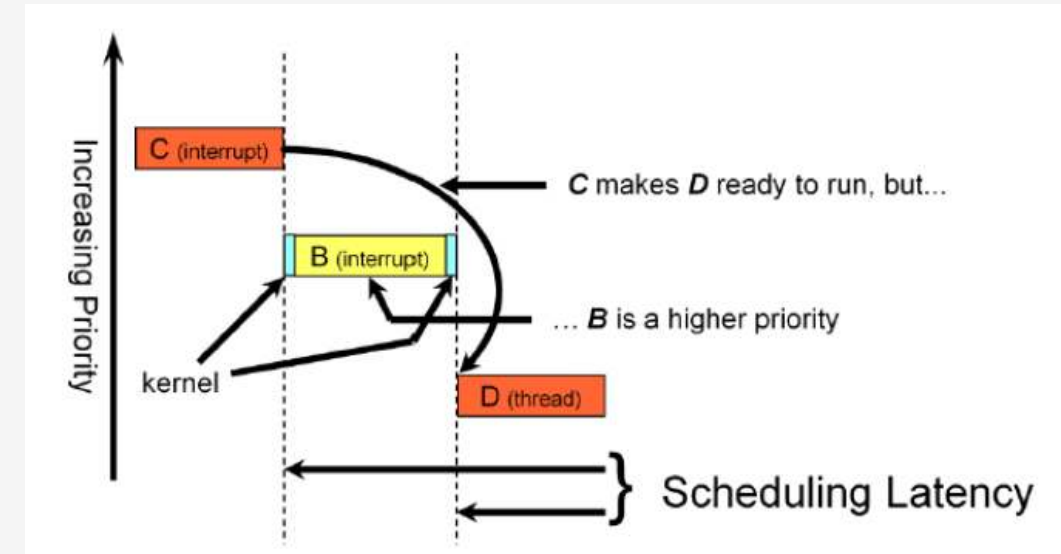 Increasing Priority
C (interrupt)
C makes D ready to run, but...
B (interrupt)
... B is a higher priority
kernel
D (thread)
Scheduling Latency